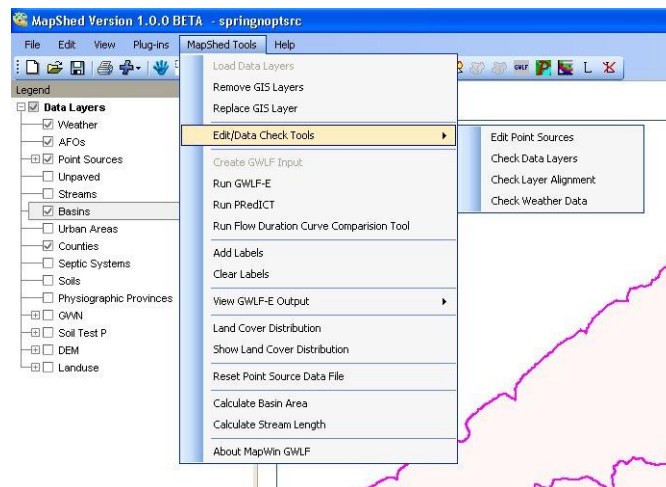 MapShed Version 1.0.0 BETA - springnoptsrc
File Edit View Plug-ins MapShed Tools Help
GWLF P L
Legend
Data Layers
Weather
AFOs
Point Sources
Unpaved
Streams
Basins
Urban Areas
Counties
Septic Systems
Soils
Physiographic Provinces
GWN
Soil Test P
DEM
Landuse
Load Data Layers
Remove GIS Layers
Replace GIS Layer
Edit/Data Check Tools
Create GWLF Input
Run GWLF-E
Run PRedICT
Run Flow Duration Curve Comparision Tool
Add Labels
Clear Labels
View GWLF-E Output
Land Cover Distribution
Show Land Cover Distribution
Reset Point Source Data File
Calculate Basin Area
Calculate Stream Length
About MapWin GWLF
Edit Point Sources
Check Data Layers
Check Layer Alignment
Check Weather Data